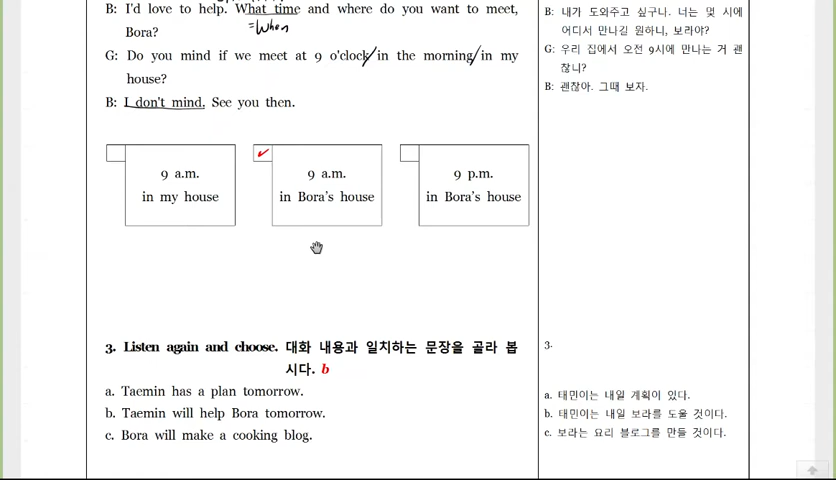 B: I'd love to help. What time and where do you want to meet,
=When
Bora?
G: Do you mind if we meet at 9 o'clock in the morning in my
house?
B: I don't mind. See you then.
9 a.m.
in my house
9 a.m.
in Bora's house
9 p.m.
in Bora's house
3. Listen again and choose. 대화 내용과 일치하는 문장을 골라 봅
시다. b
a. Taemin has a plan tomorrow.
b. Taemin will help Bora tomorrow.
c. Bora will make a cooking blog.
B: 내가 도와주고 싶구나. 너는 몇 시에
어디서 만나길 원하니, 보라야?
G: 우리 집에서 오전 9시에 만나는 거 괜
찮니?
B: 괜찮아. 그때 보자.
3.
a. 태민이는 내일 계획이 있다.
b. 태민이는 내일 보라를 도울 것이다.
c. 보라는 요리 블로그를 만들 것이다.